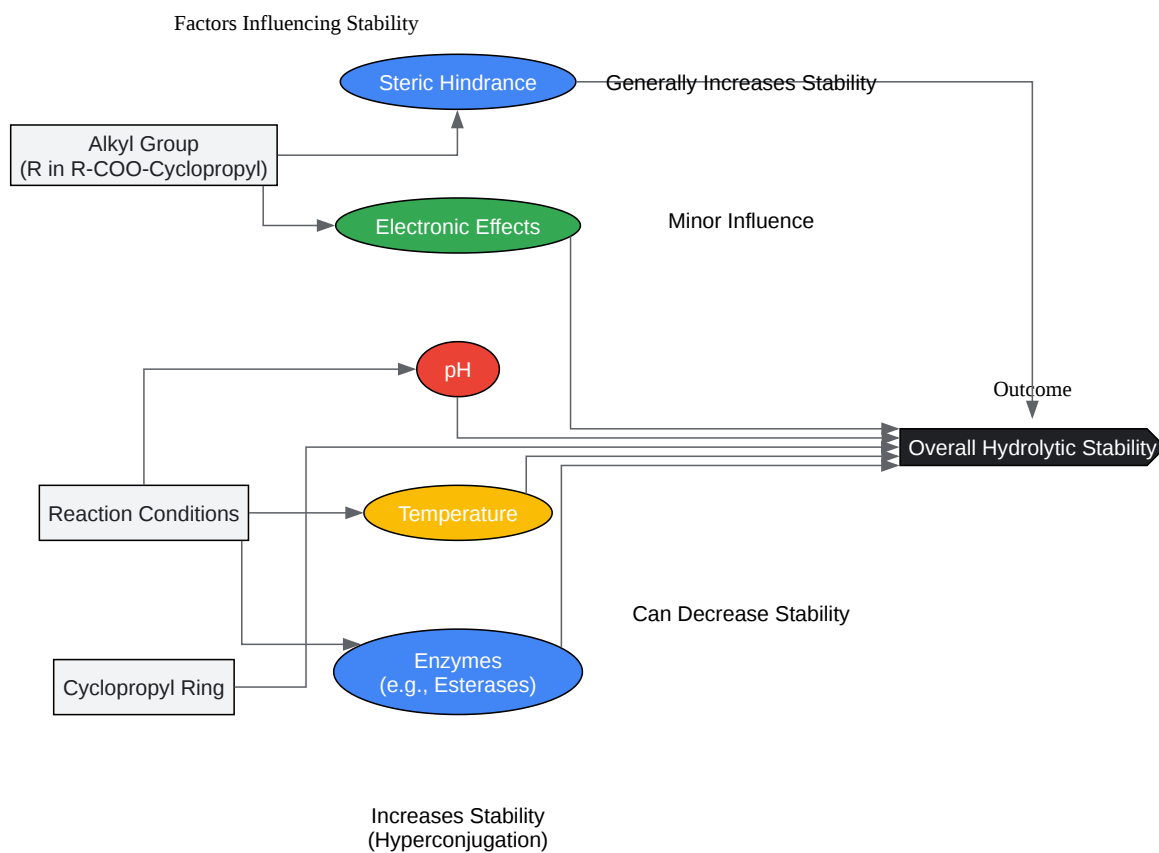 Factors Influencing Stability
Steric Hindrance
Generally Increases Stability
Alkyl Group
(R in R-COO-Cyclopropyl)
Electronic Effects
Minor Influence
pH
Outcome
Overall Hydrolytic Stability
Reaction Conditions
Temperature
Can Decrease Stability
Enzymes
(e.g., Esterases)
Cyclopropyl Ring
Increases Stability
(Hyperconjugation)